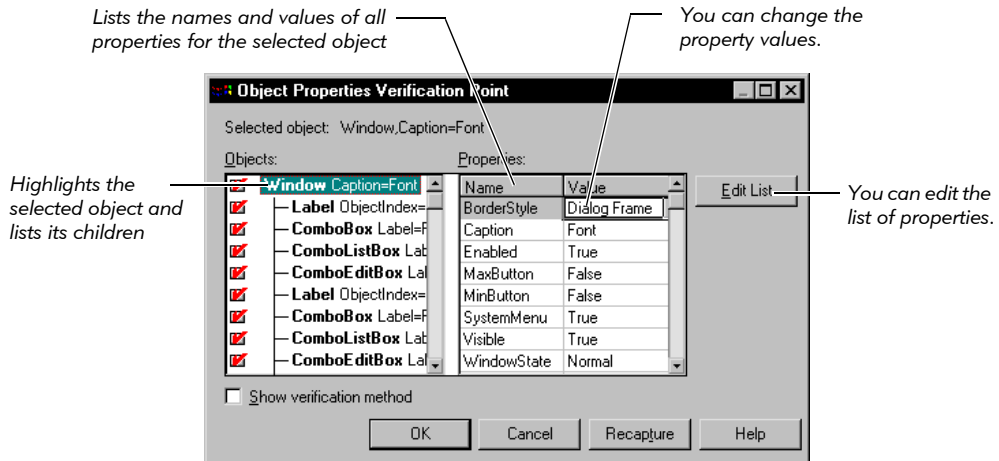 Lists the names and values of all
properties for the selected object
You can change the
property values.
Object Properties Verification Point
Selected object: Window,Caption=Font
Objects:
Properties:
Highlights the
selected object and
lists its children
Window Caption=Font
Label ObjectIndex=
ComboBox Label=F
ComboListBox Lab
ComboEditBox Lal
Label ObjectIndex=
ComboBox Label=F
ComboListBox Lab
ComboEditBox Lal
Name Value
BorderStyle Dialog Frame
Caption Font
Enabled True
MaxButton False
MinButton False
SystemMenu True
Visible True
WindowState Normal
Edit List
You can edit the
list of properties.
Show verification method
OK Cancel Recapture Help